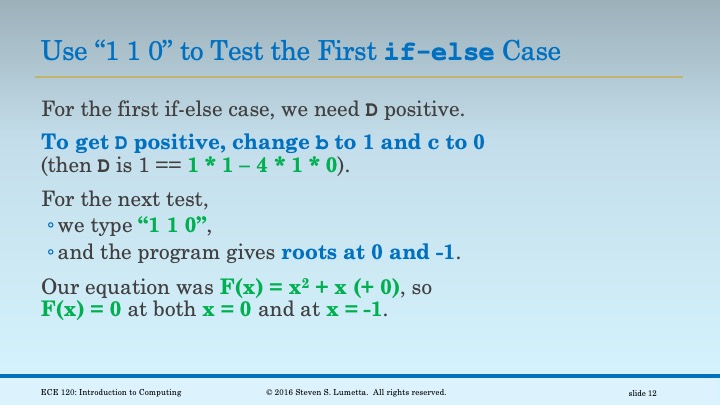 Use “1 1 0” to Test the First if-else Case
For the first if-else case, we need D positive.
To get D positive, change b to 1 and c to 0
(then D is 1 == 1 * 1 – 4 * 1 * 0).
For the next test,
◦we type “1 1 0”,
◦and the program gives roots at 0 and -1.
Our equation was F(x) = x² + x (+ 0), so
F(x) = 0 at both x = 0 and at x = -1.
ECE 120: Introduction to Computing
© 2016 Steven S. Lumetta. All rights reserved.
slide 12